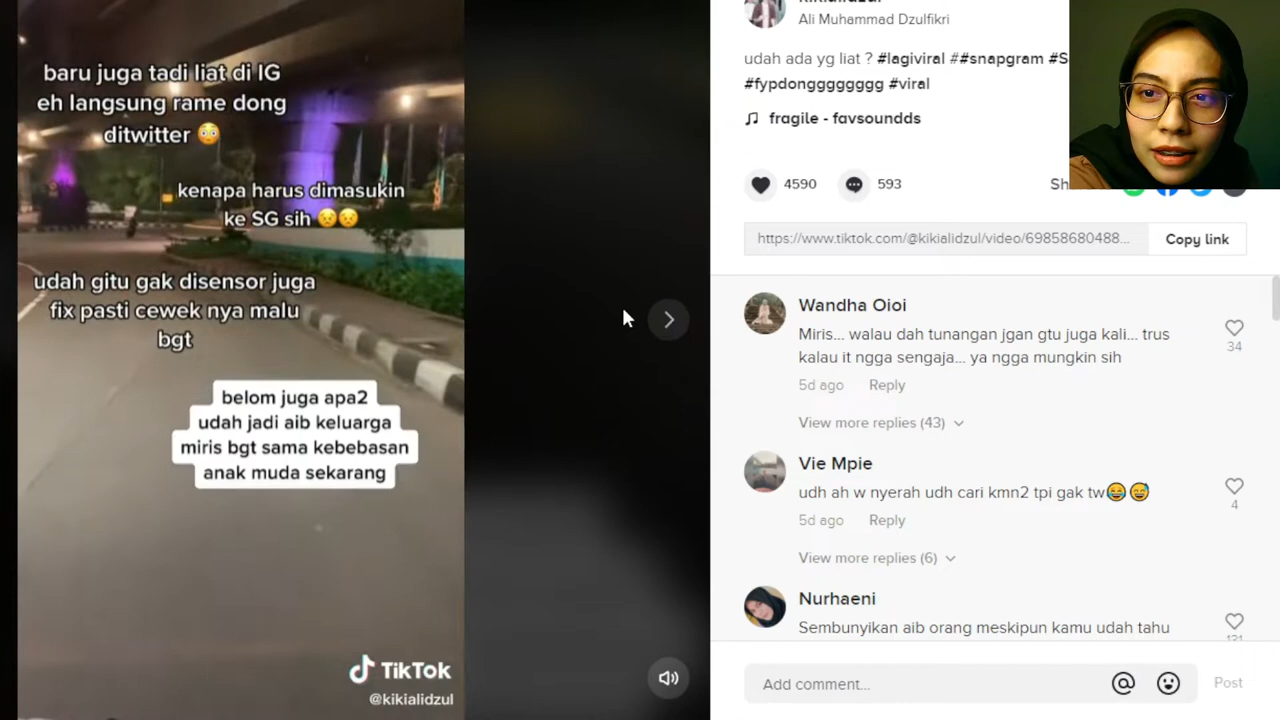 baru juga tadi liat di IG
eh langsung rame dong
ditwitter 😳
kenapa harus dimasukin
ke SG sih 😣😣
udah gitu gak disensor juga
fix pasti cewek nya malu
bgt
belom juga apa2
udah jadi aib keluarga
miris bgt sama kebebasan
anak muda sekarang
TikTok
@kikialidzul
kikialidzul
Ali Muhammad Dzulfikri
udah ada yg liat ? #lagiviral ##snapgram
#fypdonggggggggg #viral
fragile - favsoundds
4590
593
https://www.tiktok.com/@kikialidzul/video/69858680488...
Copy link
Wandha Oioi
Miris... walau dah tunangan jgan gtu juga kali... trus
kalau it ngga sengaja... ya ngga mungkin sih
34
5d ago
Reply
View more replies (43)
Vie Mpie
udh ah w nyerah udh cari kmn2 tpi gak tw😂😅
4
5d ago
Reply
View more replies (6)
Nurhaeni
Sembunyikan aib orang meskipun kamu udah tahu
Add comment...
Post